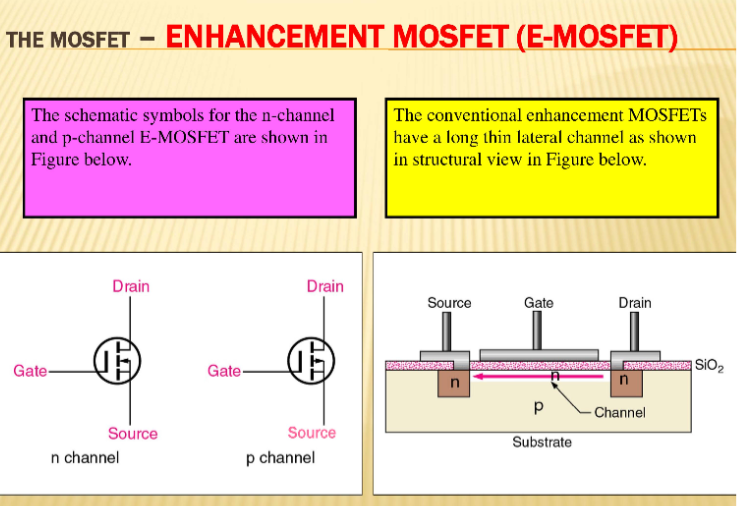 THE MOSFET – ENHANCEMENT MOSFET (E-MOSFET)
The schematic symbols for the n-channel
and p-channel E-MOSFET are shown in
Figure below.
The conventional enhancement MOSFETs
have a long thin lateral channel as shown
in structural view in Figure below.
Drain
Gate
Source
n channel
Drain
Gate
Source
p channel
Source Gate Drain
SiO2
n n n
p
Channel
Substrate